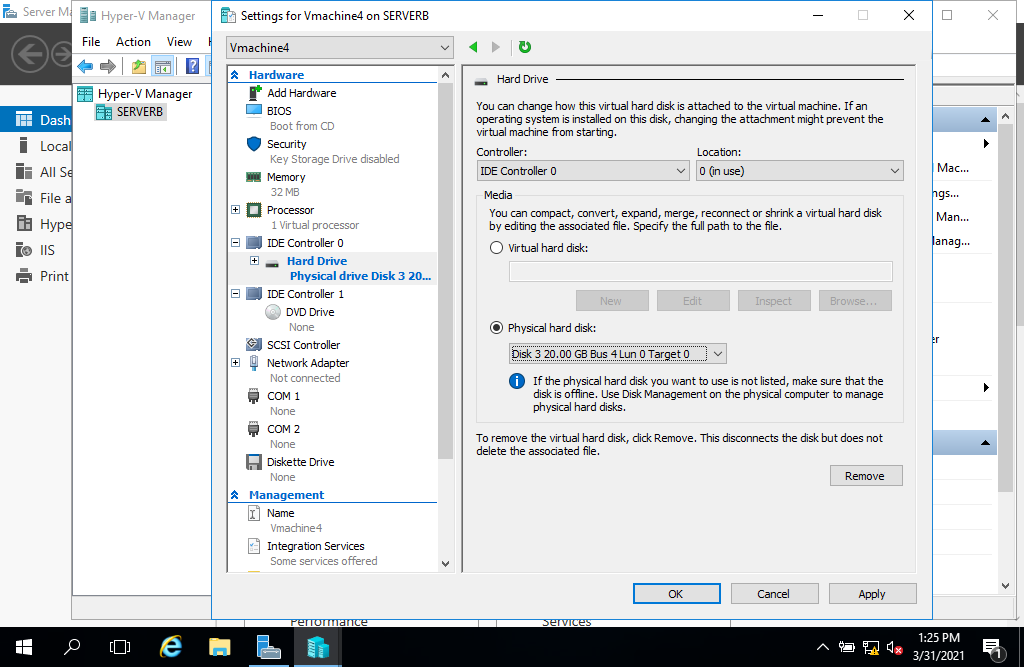 Server Ma
Hyper-V Manager
Settings for Vmachine4 on SERVERB
File Action View
Vmachine4
Hyper-V Manager
SERVERB
Dash
Local
All Se
File a
Hype
IIS
Print
Hardware
Add Hardware
BIOS
Boot from CD
Security
Key Storage Drive disabled
Memory
32 MB
Processor
1 Virtual processor
IDE Controller 0
Hard Drive
Physical drive Disk 3 20...
IDE Controller 1
DVD Drive
None
SCSI Controller
Network Adapter
Not connected
COM 1
None
COM 2
None
Diskette Drive
None
Management
Name
Vmachine4
Integration Services
Some services offered
Hard Drive
You can change how this virtual hard disk is attached to the virtual machine. If an
operating system is installed on this disk, changing the attachment might prevent the
virtual machine from starting.
Controller:
Location:
IDE Controller 0
0 (in use)
Media
You can compact, convert, expand, merge, reconnect or shrink a virtual hard disk
by editing the associated file. Specify the full path to the file.
Virtual hard disk:
New
Edit
Inspect
Browse...
Physical hard disk:
Disk 3 20.00 GB Bus 4 Lun 0 Target 0
If the physical hard disk you want to use is not listed, make sure that the
disk is offline. Use Disk Management on the physical computer to manage
physical hard disks.
To remove the virtual hard disk, click Remove. This disconnects the disk but does not
delete the associated file.
Remove
OK
Cancel
Apply
Mac...
ngs...
Man...
anag...
er
Performance
Services
1:25 PM
3/31/2021
1